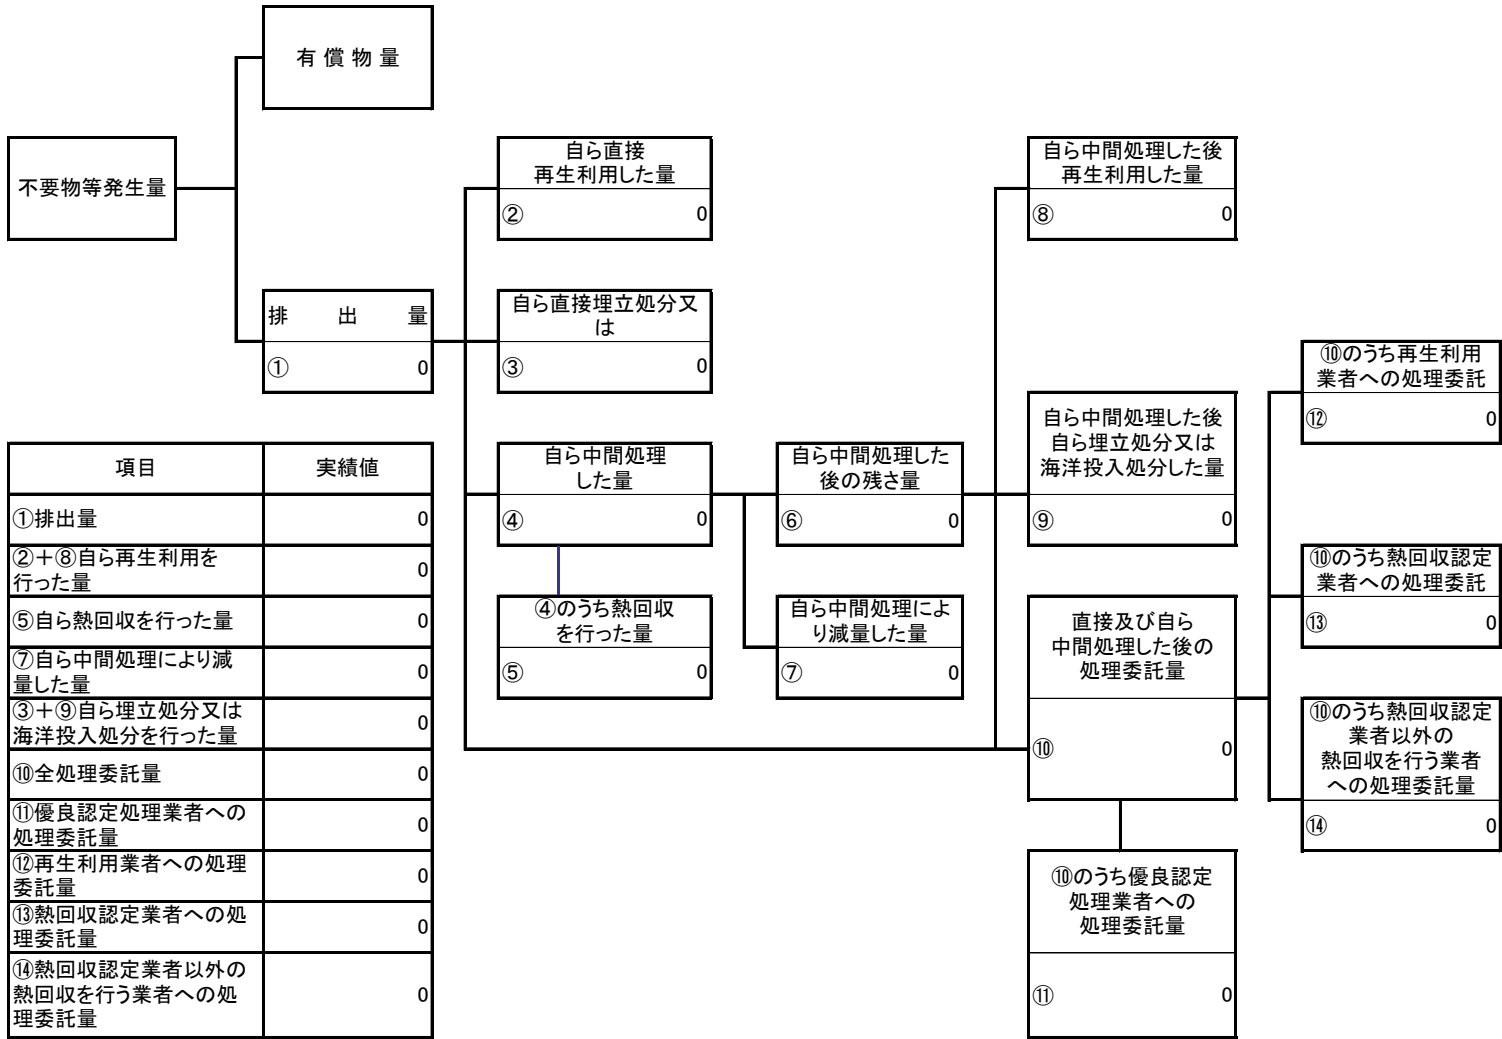 有 償 物 量
不要物等発生量
排 出 量
① 0
自ら直接
再生利用した量
② 0
自ら直接埋立処分又
は
③ 0
自ら中間処理
した量
④ 0
④のうち熱回収
を行った量
⑤ 0
自ら中間処理した
後の残さ量
⑥ 0
自ら中間処理によ
り減量した量
⑦ 0
自ら中間処理した後
再生利用した量
⑧ 0
自ら中間処理した後
自ら埋立処分又は
海洋投入処分した量
⑨ 0
直接及び自ら
中間処理した後の
処理委託量
⑩ 0
⑩のうち優良認定
処理業者への
処理委託量
⑪ 0
⑩のうち再生利用
業者への処理委託
⑫ 0
⑩のうち熱回収認定
業者への処理委託
⑬ 0
⑩のうち熱回収認定
業者以外の
熱回収を行う業者
への処理委託量
⑭ 0
項目 実績値
①排出量 0
②＋⑧自ら再生利用を
行った量 0
⑤自ら熱回収を行った量 0
⑦自ら中間処理により減
量した量 0
③＋⑨自ら埋立処分又は
海洋投入処分を行った量 0
⑩全処理委託量 0
⑪優良認定処理業者への
処理委託量 0
⑫再生利用業者への処理
委託量 0
⑬熱回収認定業者への処
理委託量 0
⑭熱回収認定業者以外の
熱回収を行う業者への処 0
理委託量